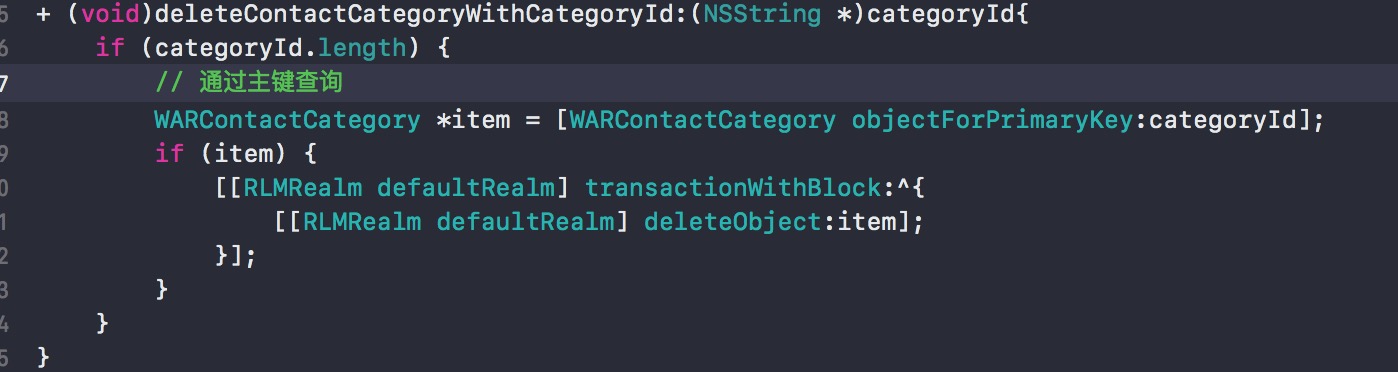 5 + (void)deleteContactCategoryWithCategoryId:(NSString *)categoryId{
6     if (categoryId.length) {
7         // 通过主键查询
8         WARContactCategory *item = [WARContactCategory objectForPrimaryKey:categoryId];
9         if (item) {
0             [[RLMRealm defaultRealm] transactionWithBlock:^{
1                 [[RLMRealm defaultRealm] deleteObject:item];
2             }];
3         }
4     }
5 }